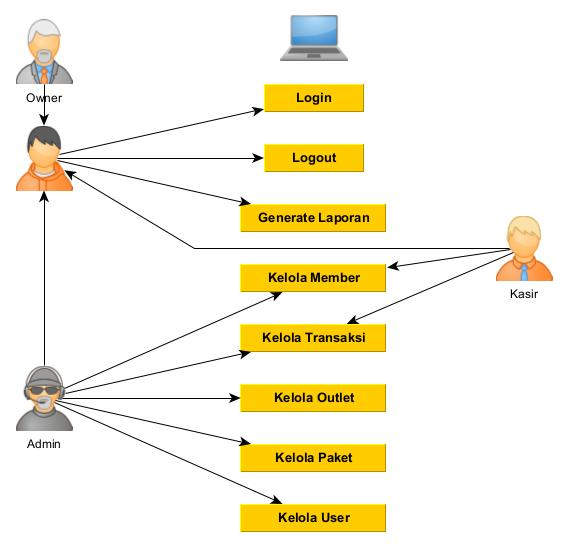 Owner
Login
Logout
Generate Laporan
Kelola Member
Kasir
Kelola Transaksi
Kelola Outlet
Admin
Kelola Paket
Kelola User